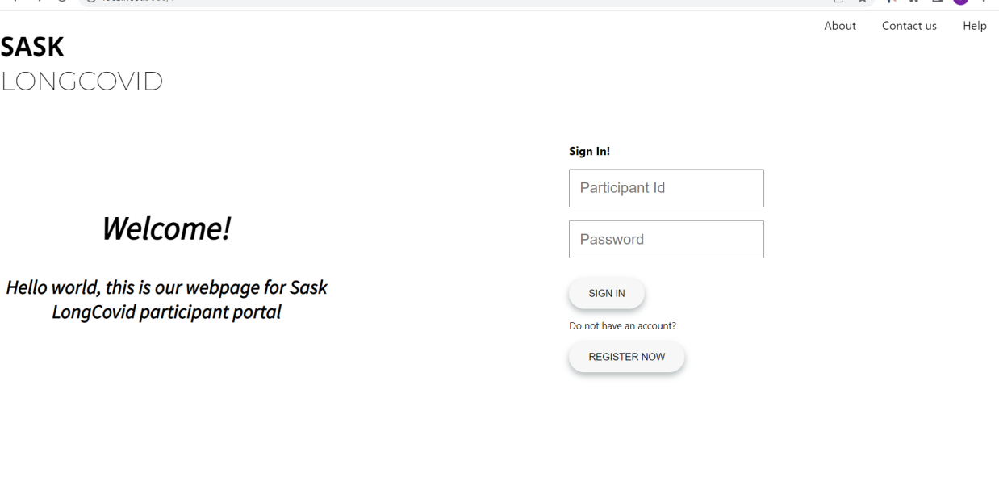 About Contact us Help
SASK
LONGCOVID
Sign In!
Participant Id
Password
Welcome!
Hello world, this is our webpage for Sask
LongCovid participant portal
SIGN IN
Do not have an account?
REGISTER NOW